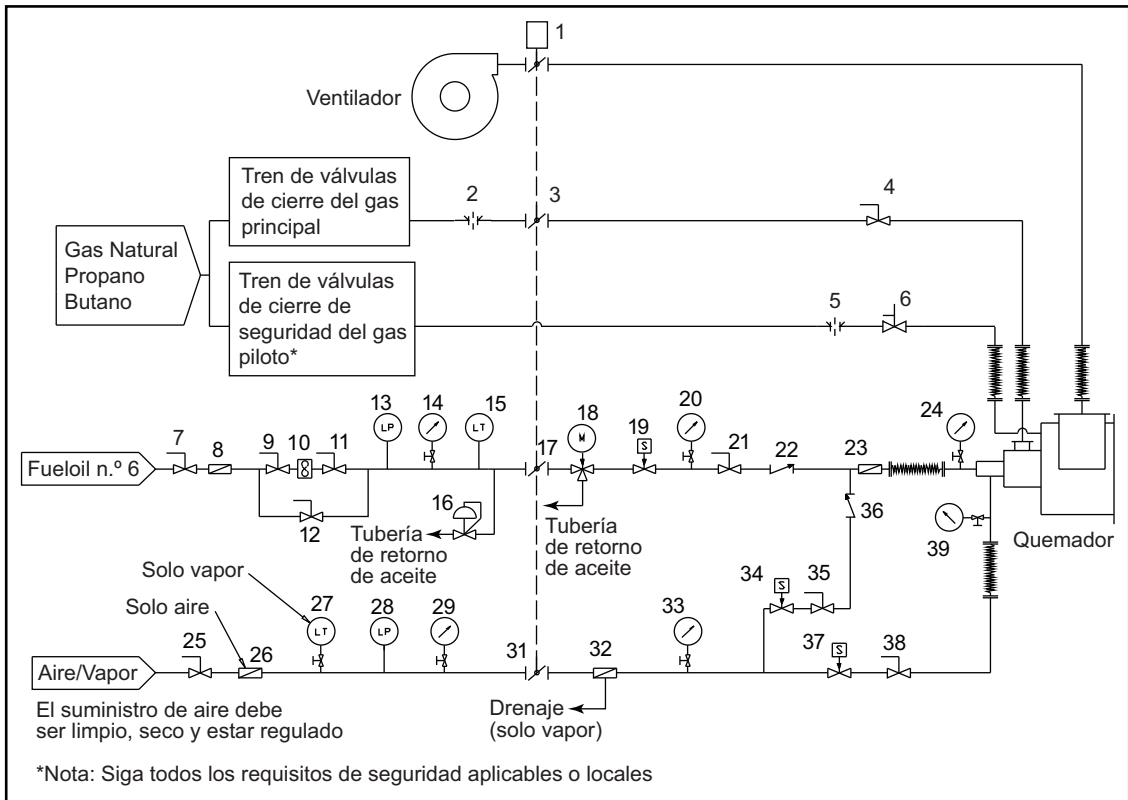 1
Ventilador
Tren de válvulas
de cierre del gas
principal
2
3
4
Gas Natural
Propano
Butano
Tren de válvulas
de cierre de
seguridad del gas
piloto*
5
6
7
8
9
10
11
12
13
LP
14
15
LT
16
17
18
M
19
S
20
21
22
23
24
Fueloil n.º 6
Tubería
de retorno
de aceite
Tubería
de retorno
de aceite
36
39
Quemador
Solo vapor
Solo aire
25
26
27
LT
28
LP
29
31
32
33
34
S
35
37
S
38
Aire/Vapor
El suministro de aire debe
ser limpio, seco y estar regulado
Drenaje
(solo vapor)
*Nota: Siga todos los requisitos de seguridad aplicables o locales